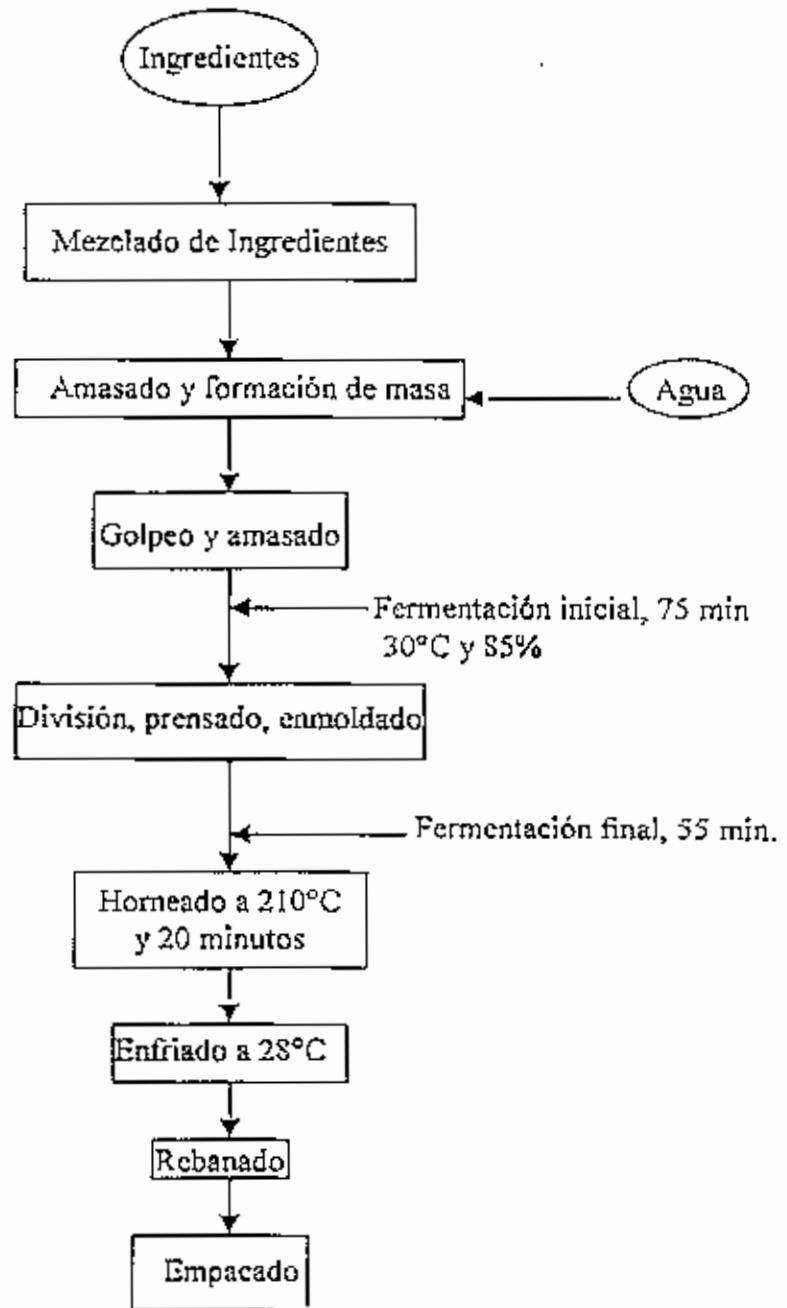 Ingredientes
Mezclado de Ingredientes
Amasado y formación de masa
Agua
Golpeo y amasado
Fermentación inicial, 75 min
30°C y 85%
División, prensado, enmoldado
Fermentación final, 55 min.
Horneado a 210°C
y 20 minutos
Enfriado a 28°C
Rebanado
Empacado